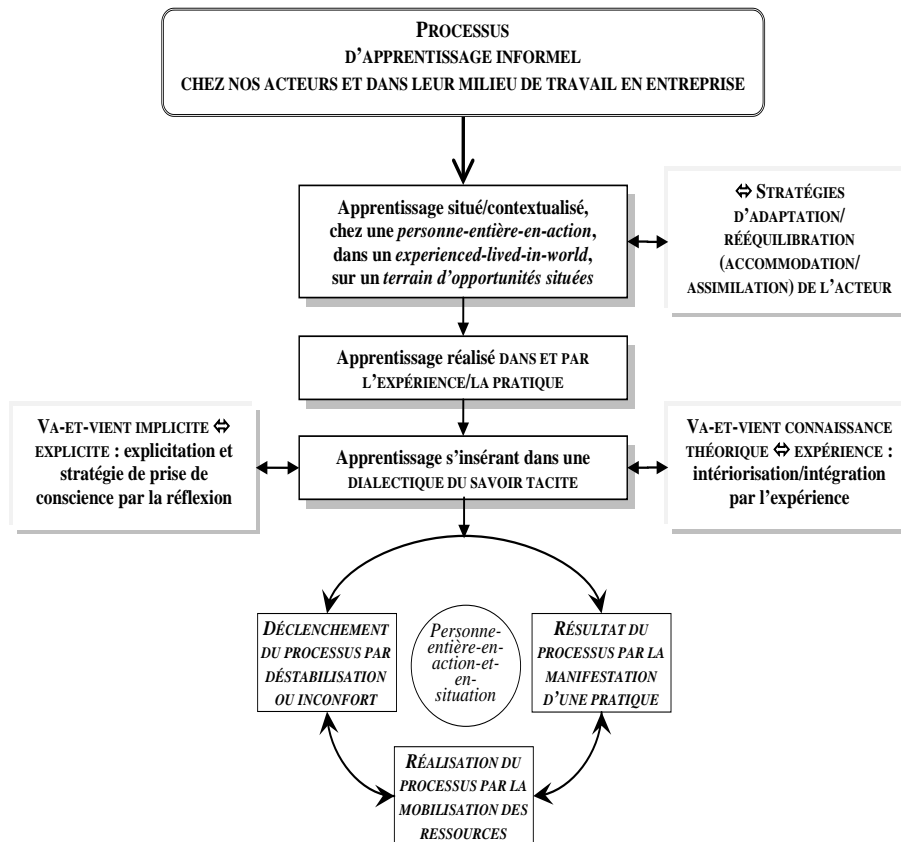 PROCESSUS
D’APPRENTISSAGE INFORMEL
CHEZ NOS ACTEURS ET DANS LEUR MILIEU DE TRAVAIL EN ENTREPRISE
Apprentissage situé/contextualisé,
chez une personne-entière-en-action,
dans un experienced-lived-in-world,
sur un terrain d’opportunités situées
⇔ STRATÉGIES
D’ADAPTATION/
RÉÉQUILIBRATION
(ACCOMMODATION/
ASSIMILATION) DE L’ACTEUR
Apprentissage réalisé DANS ET PAR
L’EXPÉRIENCE/LA PRATIQUE
VA-ET-VIENT IMPLICITE ⇔
EXPLICITE : explicitation et
stratégie de prise de
conscience par la réflexion
Apprentissage s’insérant dans une
DIALECTIQUE DU SAVOIR TACITE
VA-ET-VIENT CONNAISSANCE
THÉORIQUE ⇔ EXPÉRIENCE :
intériorisation/intégration
par l’expérience
DÉCLENCHEMENT
DU PROCESSUS PAR
DÉSTABILISATION
OU INCONFORT
Personne-
entière-en-
action-et-
en-
situation
RÉSULTAT DU
PROCESSUS PAR LA
MANIFESTATION
D’UNE PRATIQUE
RÉALISATION DU
PROCESSUS PAR LA
MOBILISATION DES
RESSOURCES